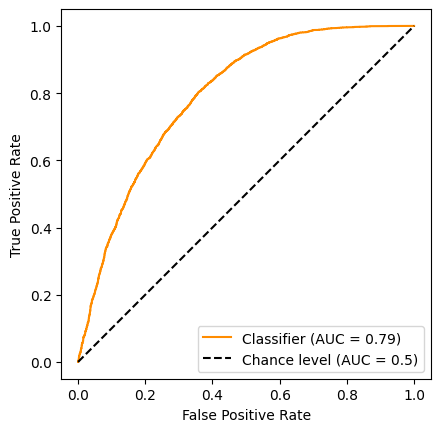 1.0
0.8
0.6
0.4
0.2
0.0
True Positive Rate
Classifier (AUC = 0.79)
Chance level (AUC = 0.5)
0.0 0.2 0.4 0.6 0.8 1.0
False Positive Rate